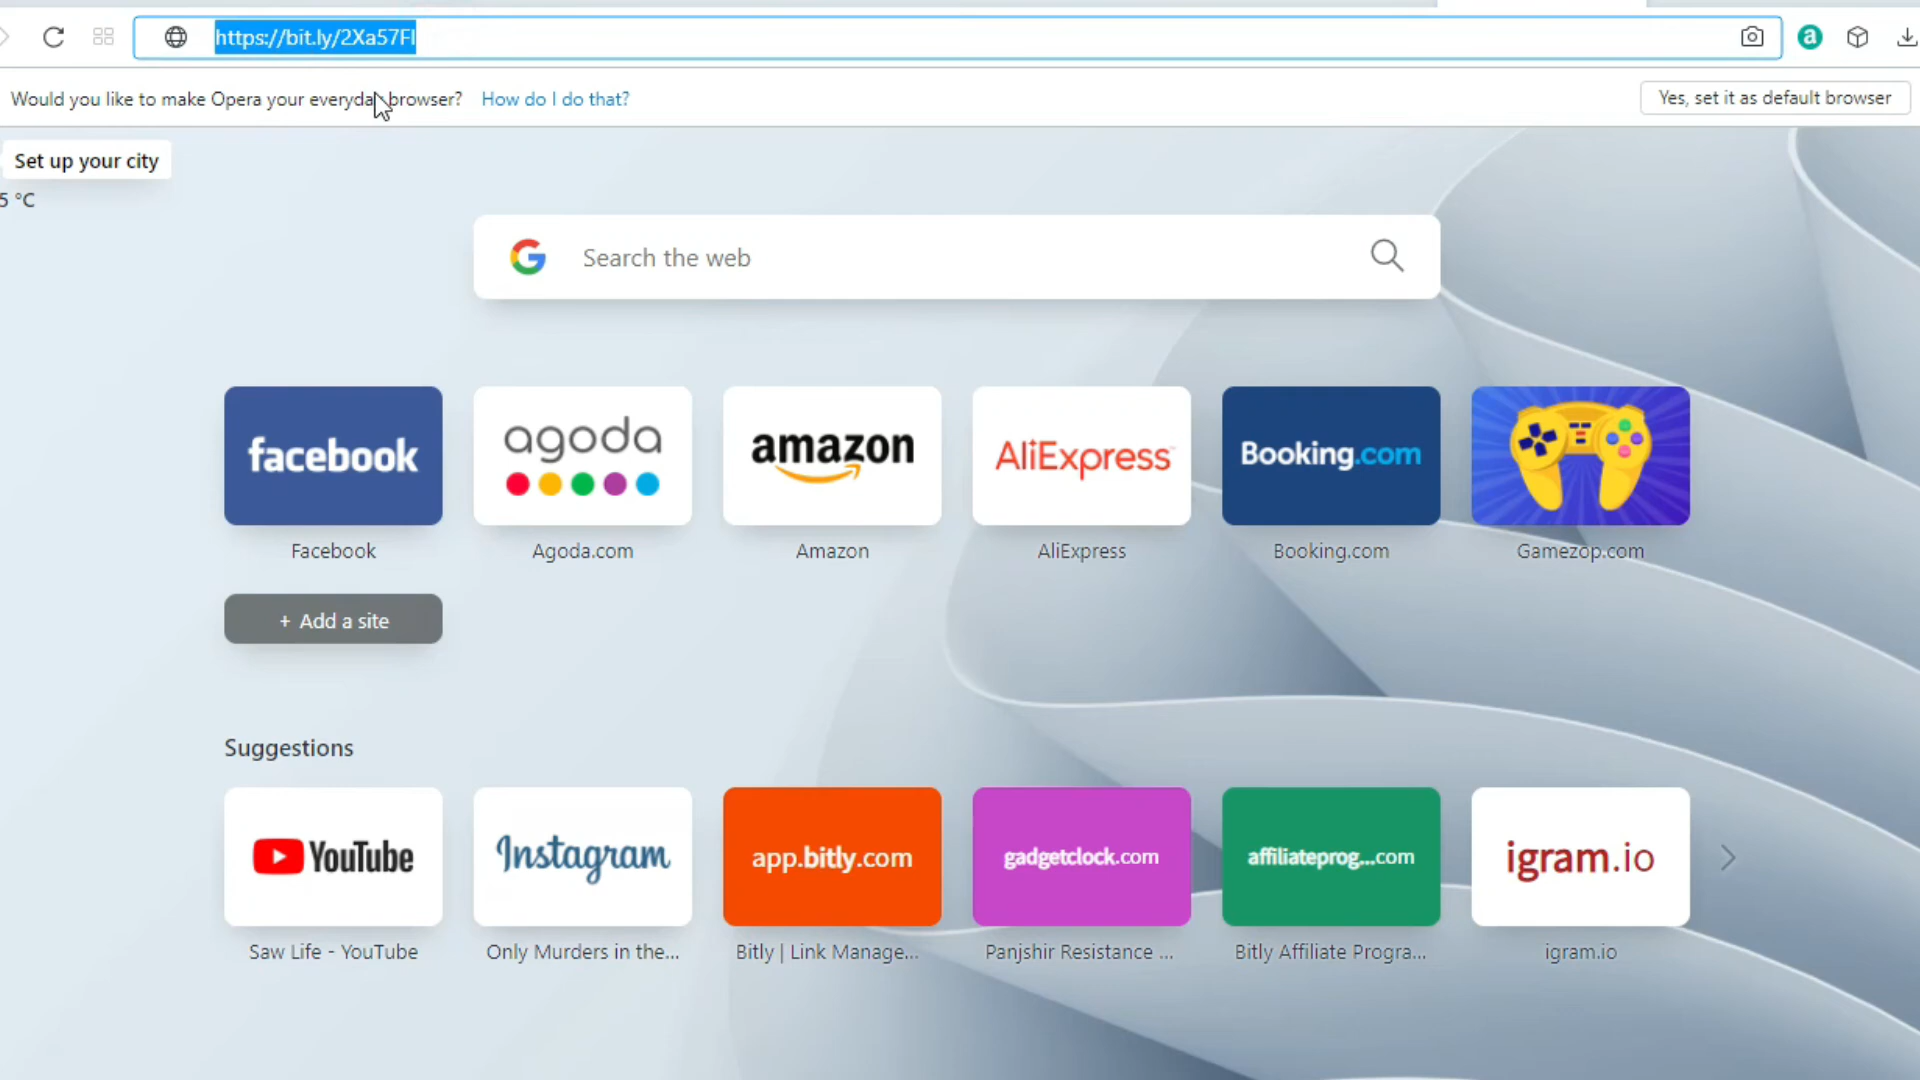 https://bit.ly/2Xa57FI
Would you like to make Opera your everyday browser? How do I do that? Yes, set it as default browser
Set up your city
5 °C
Search the web
facebook agoda amazon AliExpress Booking.com
Facebook Agoda.com Amazon AliExpress Booking.com Gamezop.com
+ Add a site
Suggestions
YouTube Instagram app.bitly.com gadgetclock.com affiliateprog...com igram.io
Saw Life - YouTube Only Murders in the... Bitly | Link Manage... Panjshir Resistance ... Bitly Affiliate Progra... igram.io